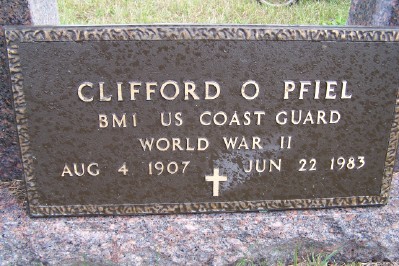 CLIFFORD O PFIEL
BM1 US COAST GUARD
WORLD WAR II
AUG 4 1907 JUN 22 1983